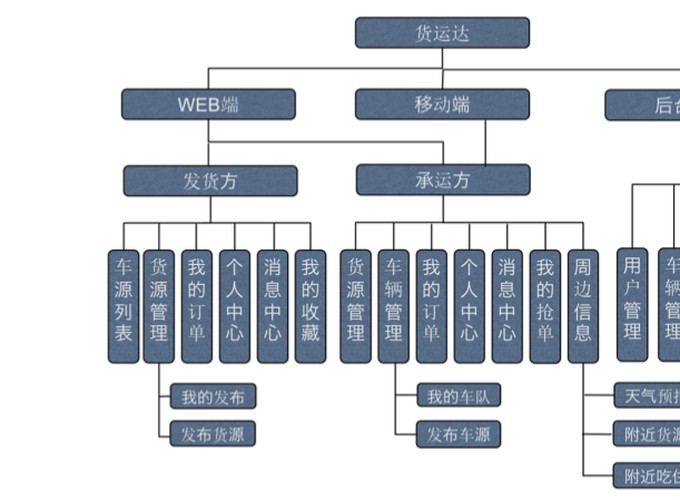 货运达
WEB端
移动端
后台
发货方
承运方
车源列表
货源管理
我的订单
个人中心
消息中心
我的收藏
货源管理
车辆管理
我的订单
个人中心
消息中心
我的抢单
周边信息
用户管理
车辆管理
我的发布
我的车队
天气预报
发布货源
发布车源
附近货源
附近吃住